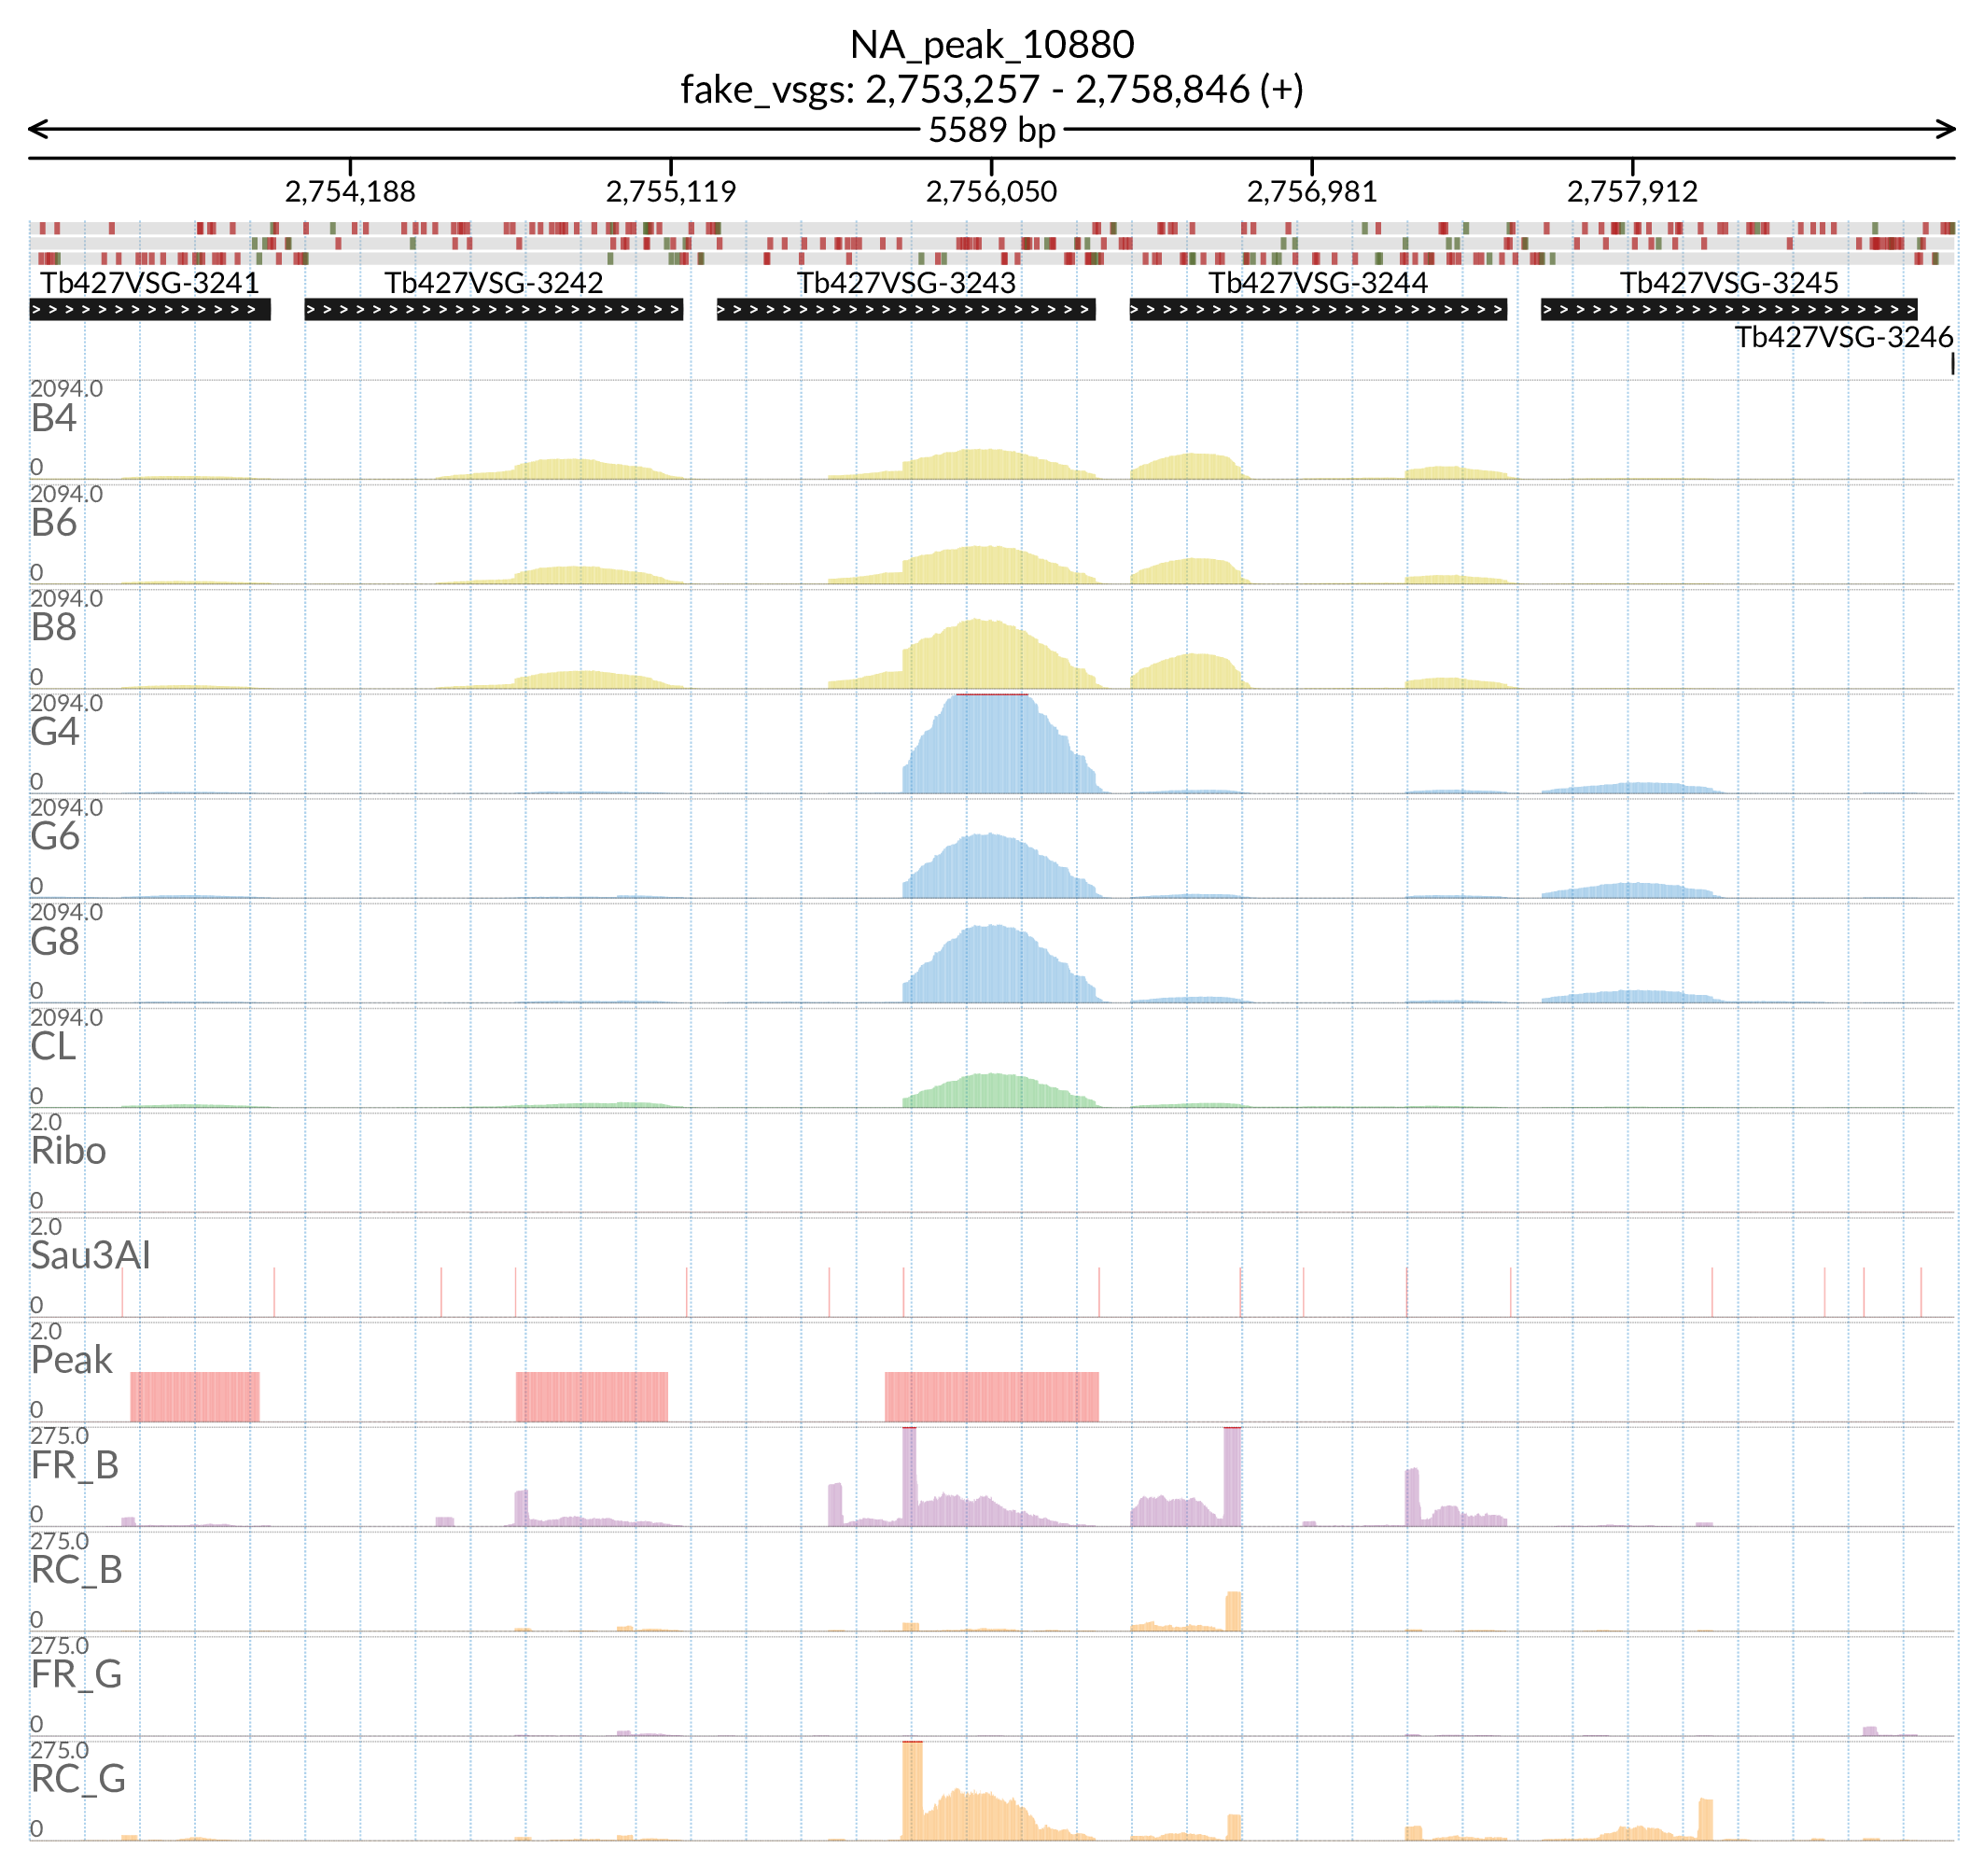 NA_peak_10880
fake_vsgs: 2,753,257 - 2,758,846 (+)
5589 bp
2,754,188 2,755,119 2,756,050 2,756,981 2,757,912
Tb427VSG-3241 Tb427VSG-3242 Tb427VSG-3243 Tb427VSG-3244 Tb427VSG-3245
Tb427VSG-3246
2094.0
B4
0
2094.0
B6
0
2094.0
B8
0
2094.0
G4
0
2094.0
G6
0
2094.0
G8
0
2094.0
CL
0
2.0
Ribo
0
2.0
Sau3AI
0
2.0
Peak
0
275.0
FR_B
0
275.0
RC_B
0
275.0
FR_G
0
275.0
RC_G
0